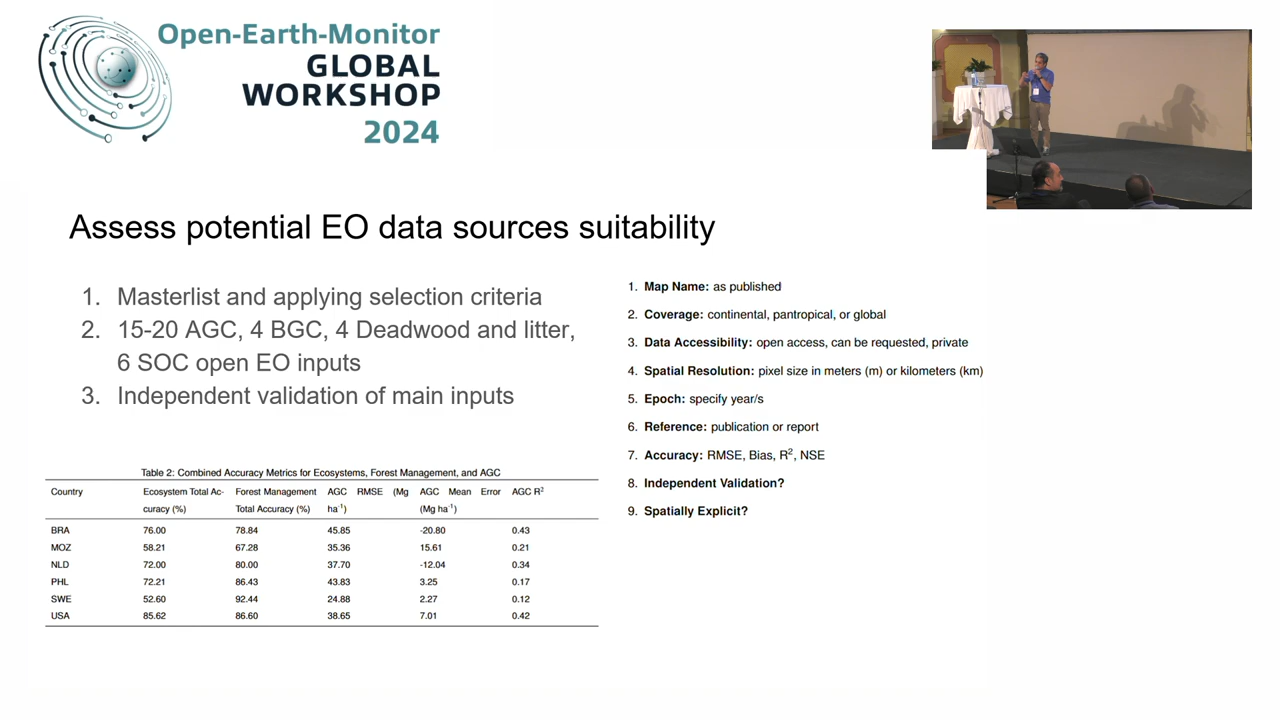 Open-Earth-Monitor
GLOBAL
WORKSHOP
2024
Assess potential EO data sources suitability
1. Masterlist and applying selection criteria
2. 15-20 AGC, 4 BGC, 4 Deadwood and litter,
6 SOC open EO inputs
3. Independent validation of main inputs
1. Map Name: as published
2. Coverage: continental, pantropical, or global
3. Data Accessibility: open access, can be requested, private
4. Spatial Resolution: pixel size in meters (m) or kilometers (km)
5. Epoch: specify year/s
6. Reference: publication or report
7. Accuracy: RMSE, Bias, R², NSE
8. Independent Validation?
9. Spatially Explicit?
Table 2: Combined Accuracy Metrics for Ecosystems, Forest Management, and AGC
Country Ecosystem Total Ac- Forest Management AGC RMSE (Mg AGC Mean Error AGC R²
curacy (%) Total Accuracy (%) ha⁻¹) (Mg ha⁻¹)
BRA 76.00 78.84 45.85 -20.80 0.43
MOZ 58.21 67.28 35.36 15.61 0.21
NLD 72.00 80.00 37.70 -12.04 0.34
PHL 72.21 86.43 43.83 3.25 0.17
SWE 52.60 92.44 24.88 2.27 0.12
USA 85.62 86.60 38.65 7.01 0.42